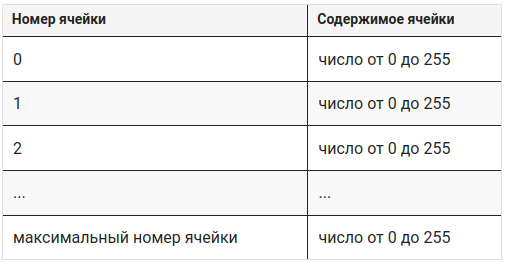 Номер ячейки Содержимое ячейки
0 число от 0 до 255
1 число от 0 до 255
2 число от 0 до 255
... ...
максимальный номер ячейки число от 0 до 255